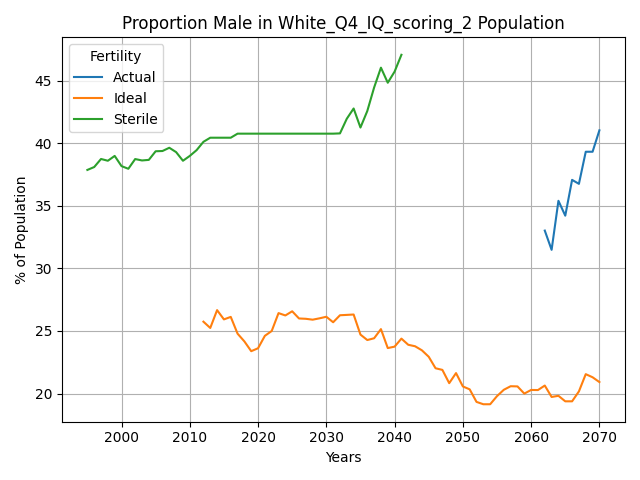 Proportion Male in White_Q4_IQ_scoring_2 Population
Fertility
Actual
Ideal
Sterile
% of Population
45
40
35
30
25
20
2000
2010
2020
2030
2040
2050
2060
2070
Years